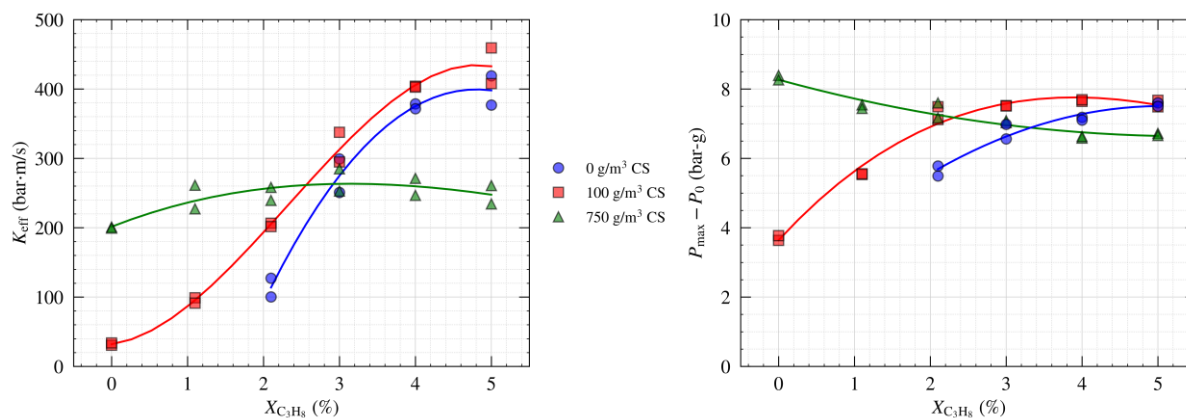 500
400
300
200
100
0
0 1 2 3 4 5
K_eff (bar·m/s)
X_C₃H₈ (%)
0 g/m³ CS
100 g/m³ CS
750 g/m³ CS
10
8
6
4
2
0
0 1 2 3 4 5
P_max − P₀ (bar-g)
X_C₃H₈ (%)